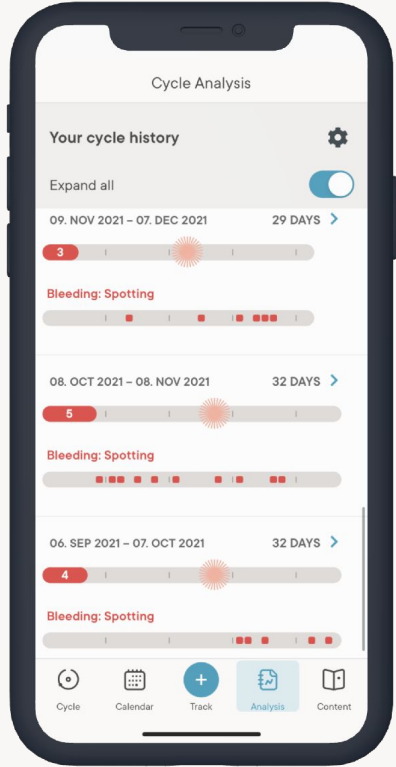 Cycle Analysis
Your cycle history
Expand all
09. NOV 2021 – 07. DEC 2021 29 DAYS
3
Bleeding: Spotting
08. OCT 2021 – 08. NOV 2021 32 DAYS
5
Bleeding: Spotting
06. SEP 2021 – 07. OCT 2021 32 DAYS
4
Bleeding: Spotting
Cycle Calendar Track Analysis Content